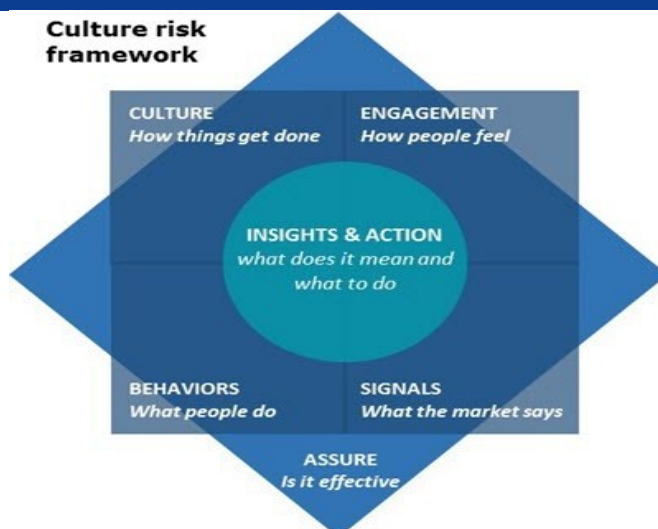 Culture risk
framework
CULTURE
How things get done
ENGAGEMENT
How people feel
INSIGHTS & ACTION
what does it mean and
what to do
BEHAVIORS
What people do
SIGNALS
What the market says
ASSURE
Is it effective